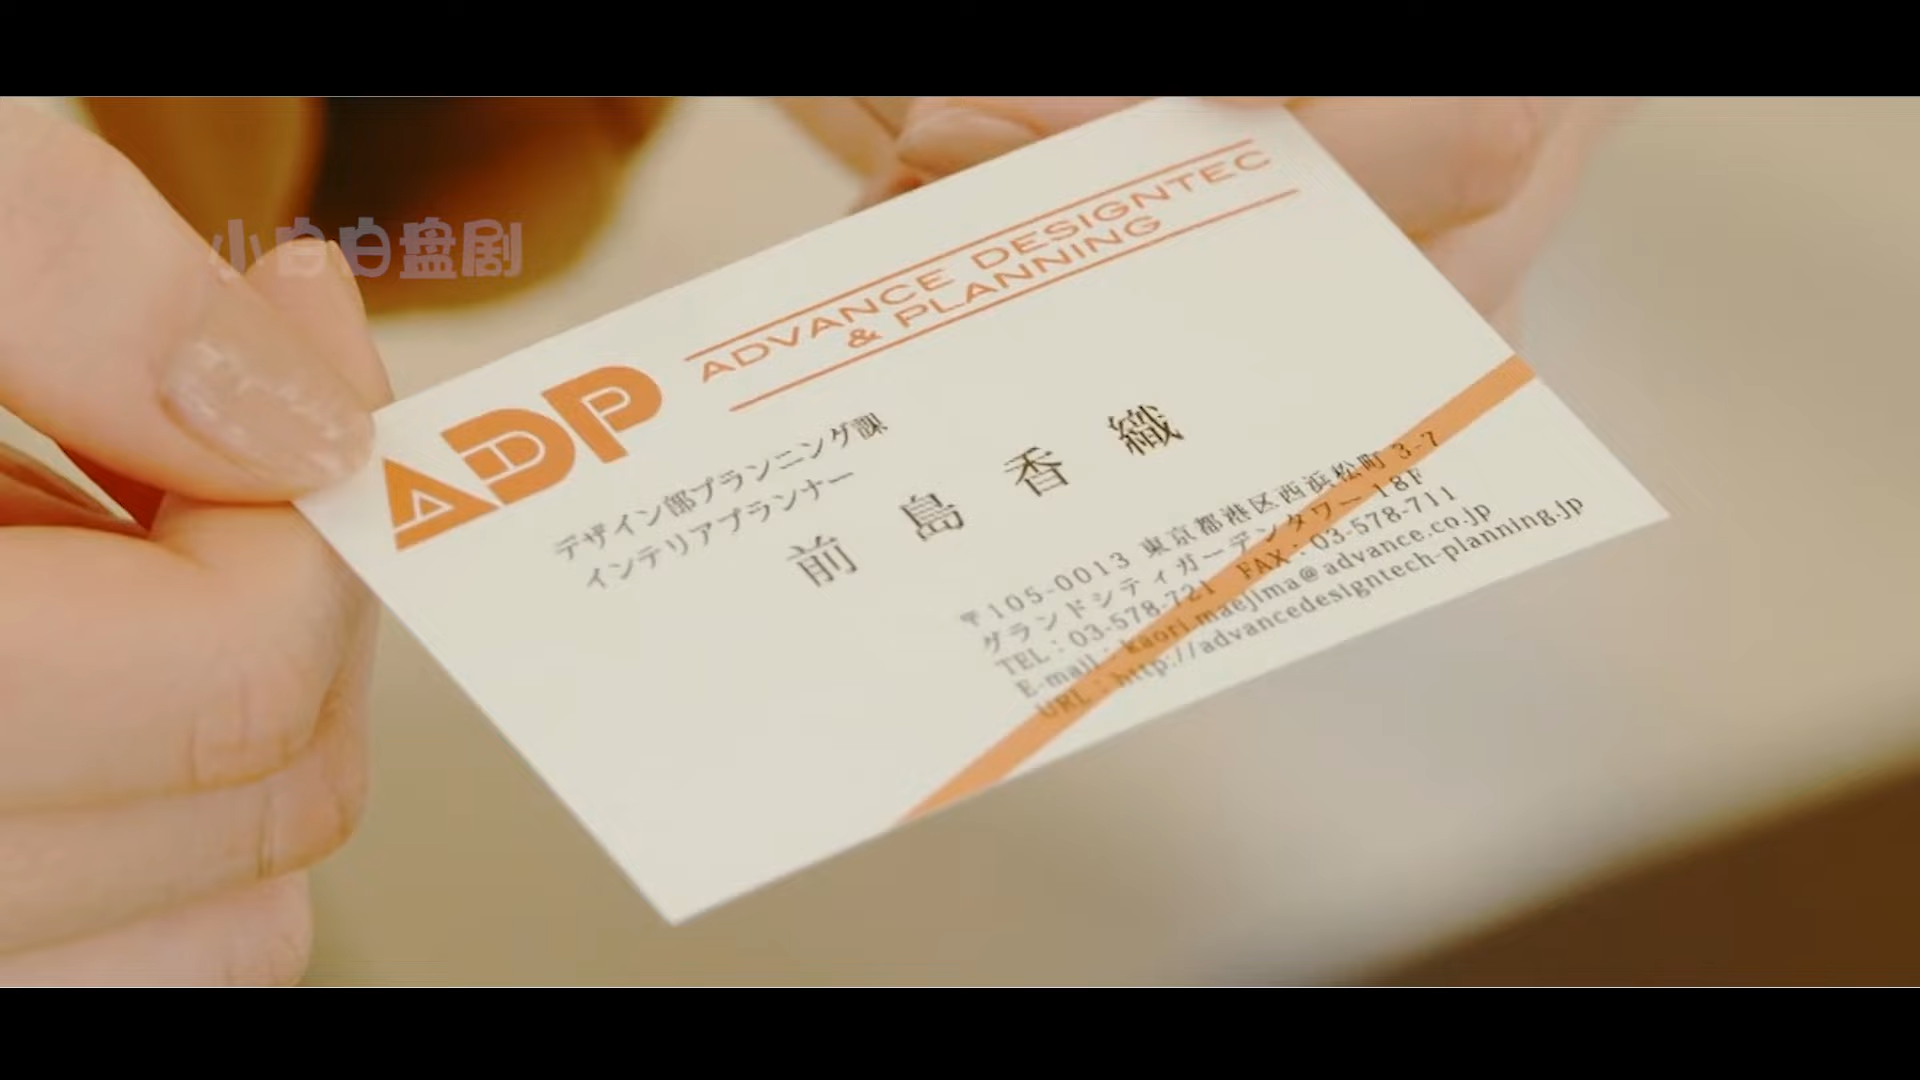 小白白盘剧
ADP
ADVANCE DESIGNTEC
& PLANNING
デザイン部プランニング課
インテリアプランナー
前島香織
〒105-0013 東京都港区西浜松町 3-7
グランドシティガーデンタワー 18F
TEL : 03-578-721 FAX : 03-578-711
E-mail : kaori.maejima@advance.co.jp
URL : http://advancedesigntech-planning.jp